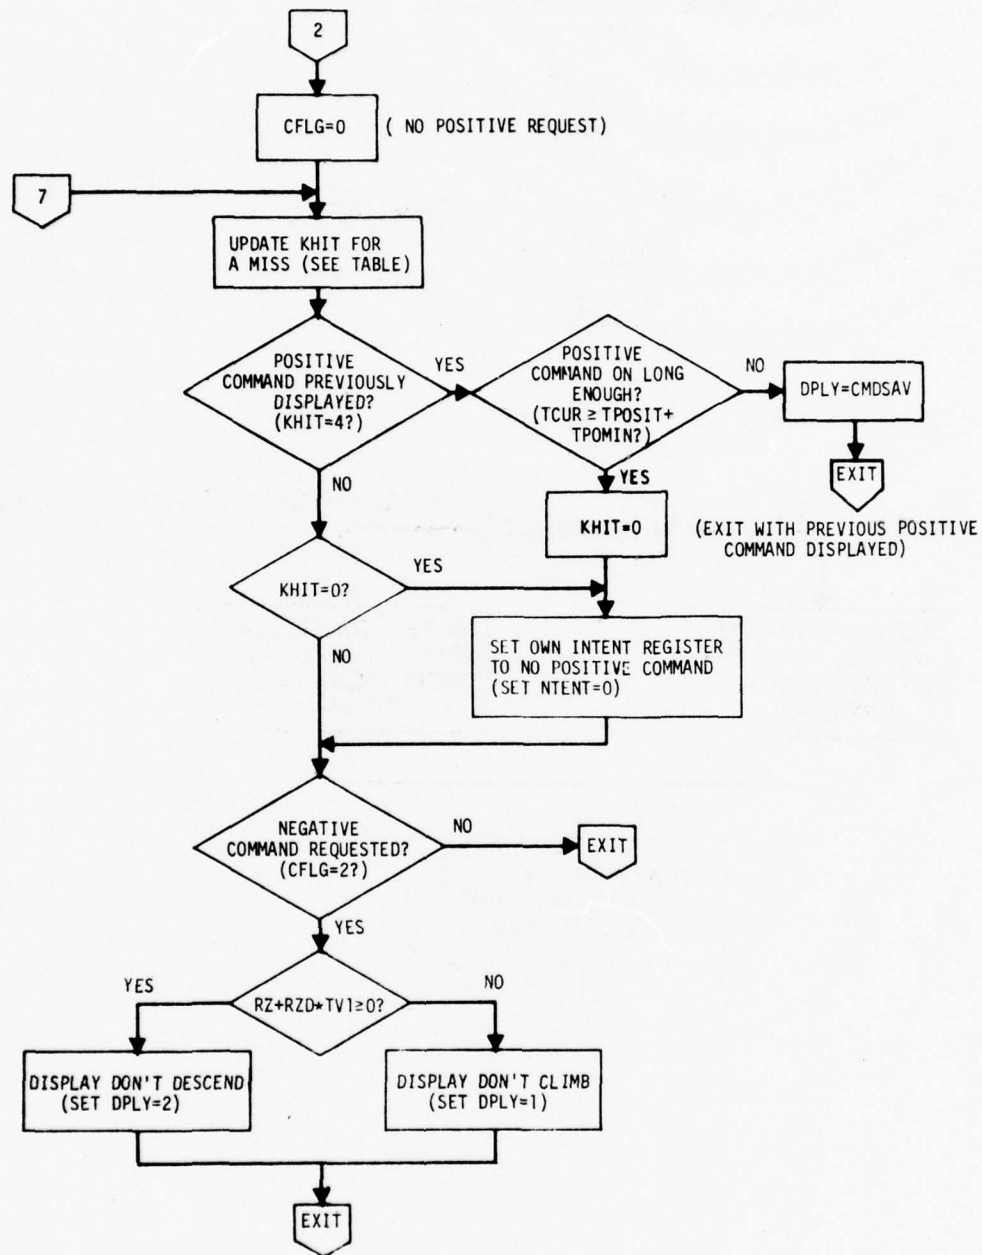 2
CFLG=0
( NO POSITIVE REQUEST)
7
UPDATE KHIT FOR
A MISS (SEE TABLE)
POSITIVE
COMMAND PREVIOUSLY
DISPLAYED?
(KHIT=4?)
YES
POSITIVE
COMMAND ON LONG
ENOUGH?
(TCUR ≥ TPOSIT+
TPOMIN?)
NO
DPLY=CMDSAV
EXIT
(EXIT WITH PREVIOUS POSITIVE
COMMAND DISPLAYED)
YES
KHIT=0
NO
KHIT=0?
YES
SET OWN INTENT REGISTER
TO NO POSITIVE COMMAND
(SET NTENT=0)
NO
NEGATIVE
COMMAND REQUESTED?
(CFLG=2?)
NO
EXIT
YES
RZ+RZD*TV1≥0?
YES
NO
DISPLAY DON'T DESCEND
(SET DPLY=2)
DISPLAY DON'T CLIMB
(SET DPLY=1)
EXIT